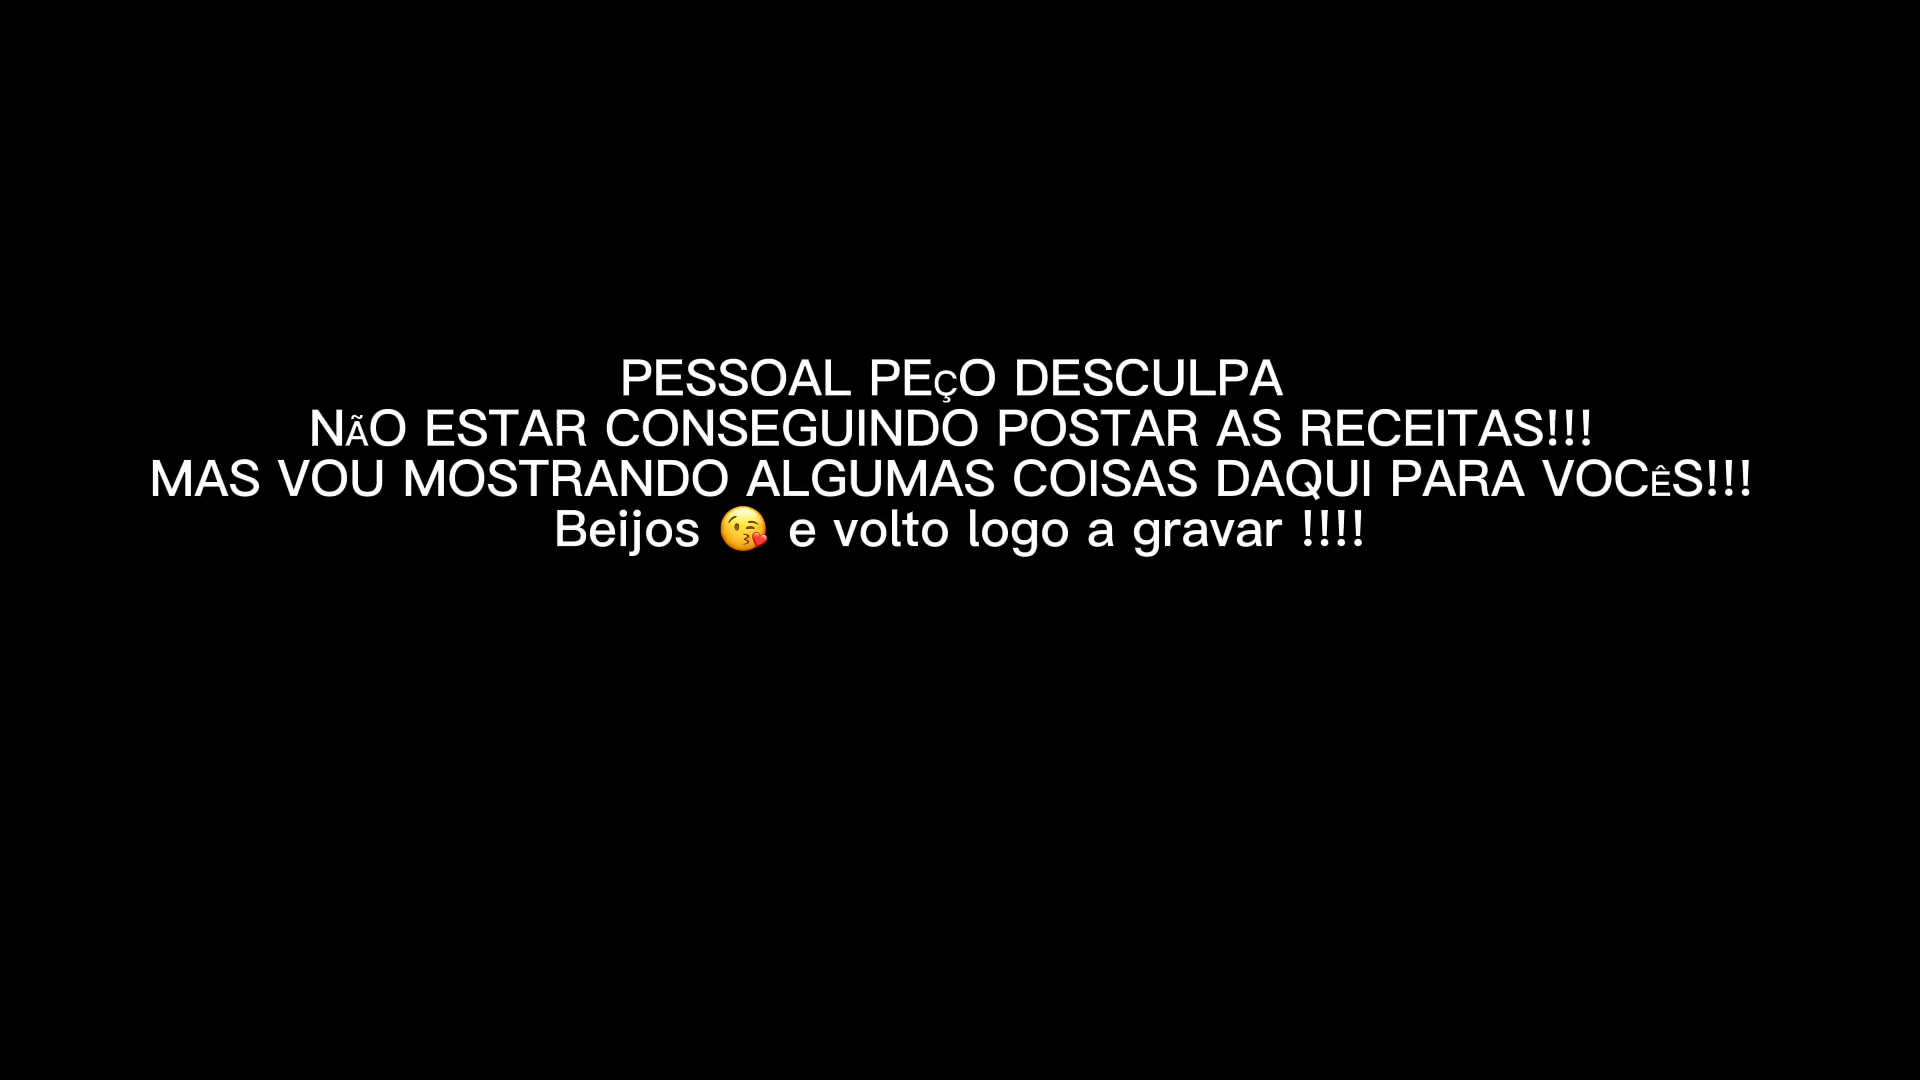 PESSOAL PEçO DESCULPA
NãO ESTAR CONSEGUINDO POSTAR AS RECEITAS!!!
MAS VOU MOSTRANDO ALGUMAS COISAS DAQUI PARA VOCêS!!!
Beijos 😘 e volto logo a gravar !!!!